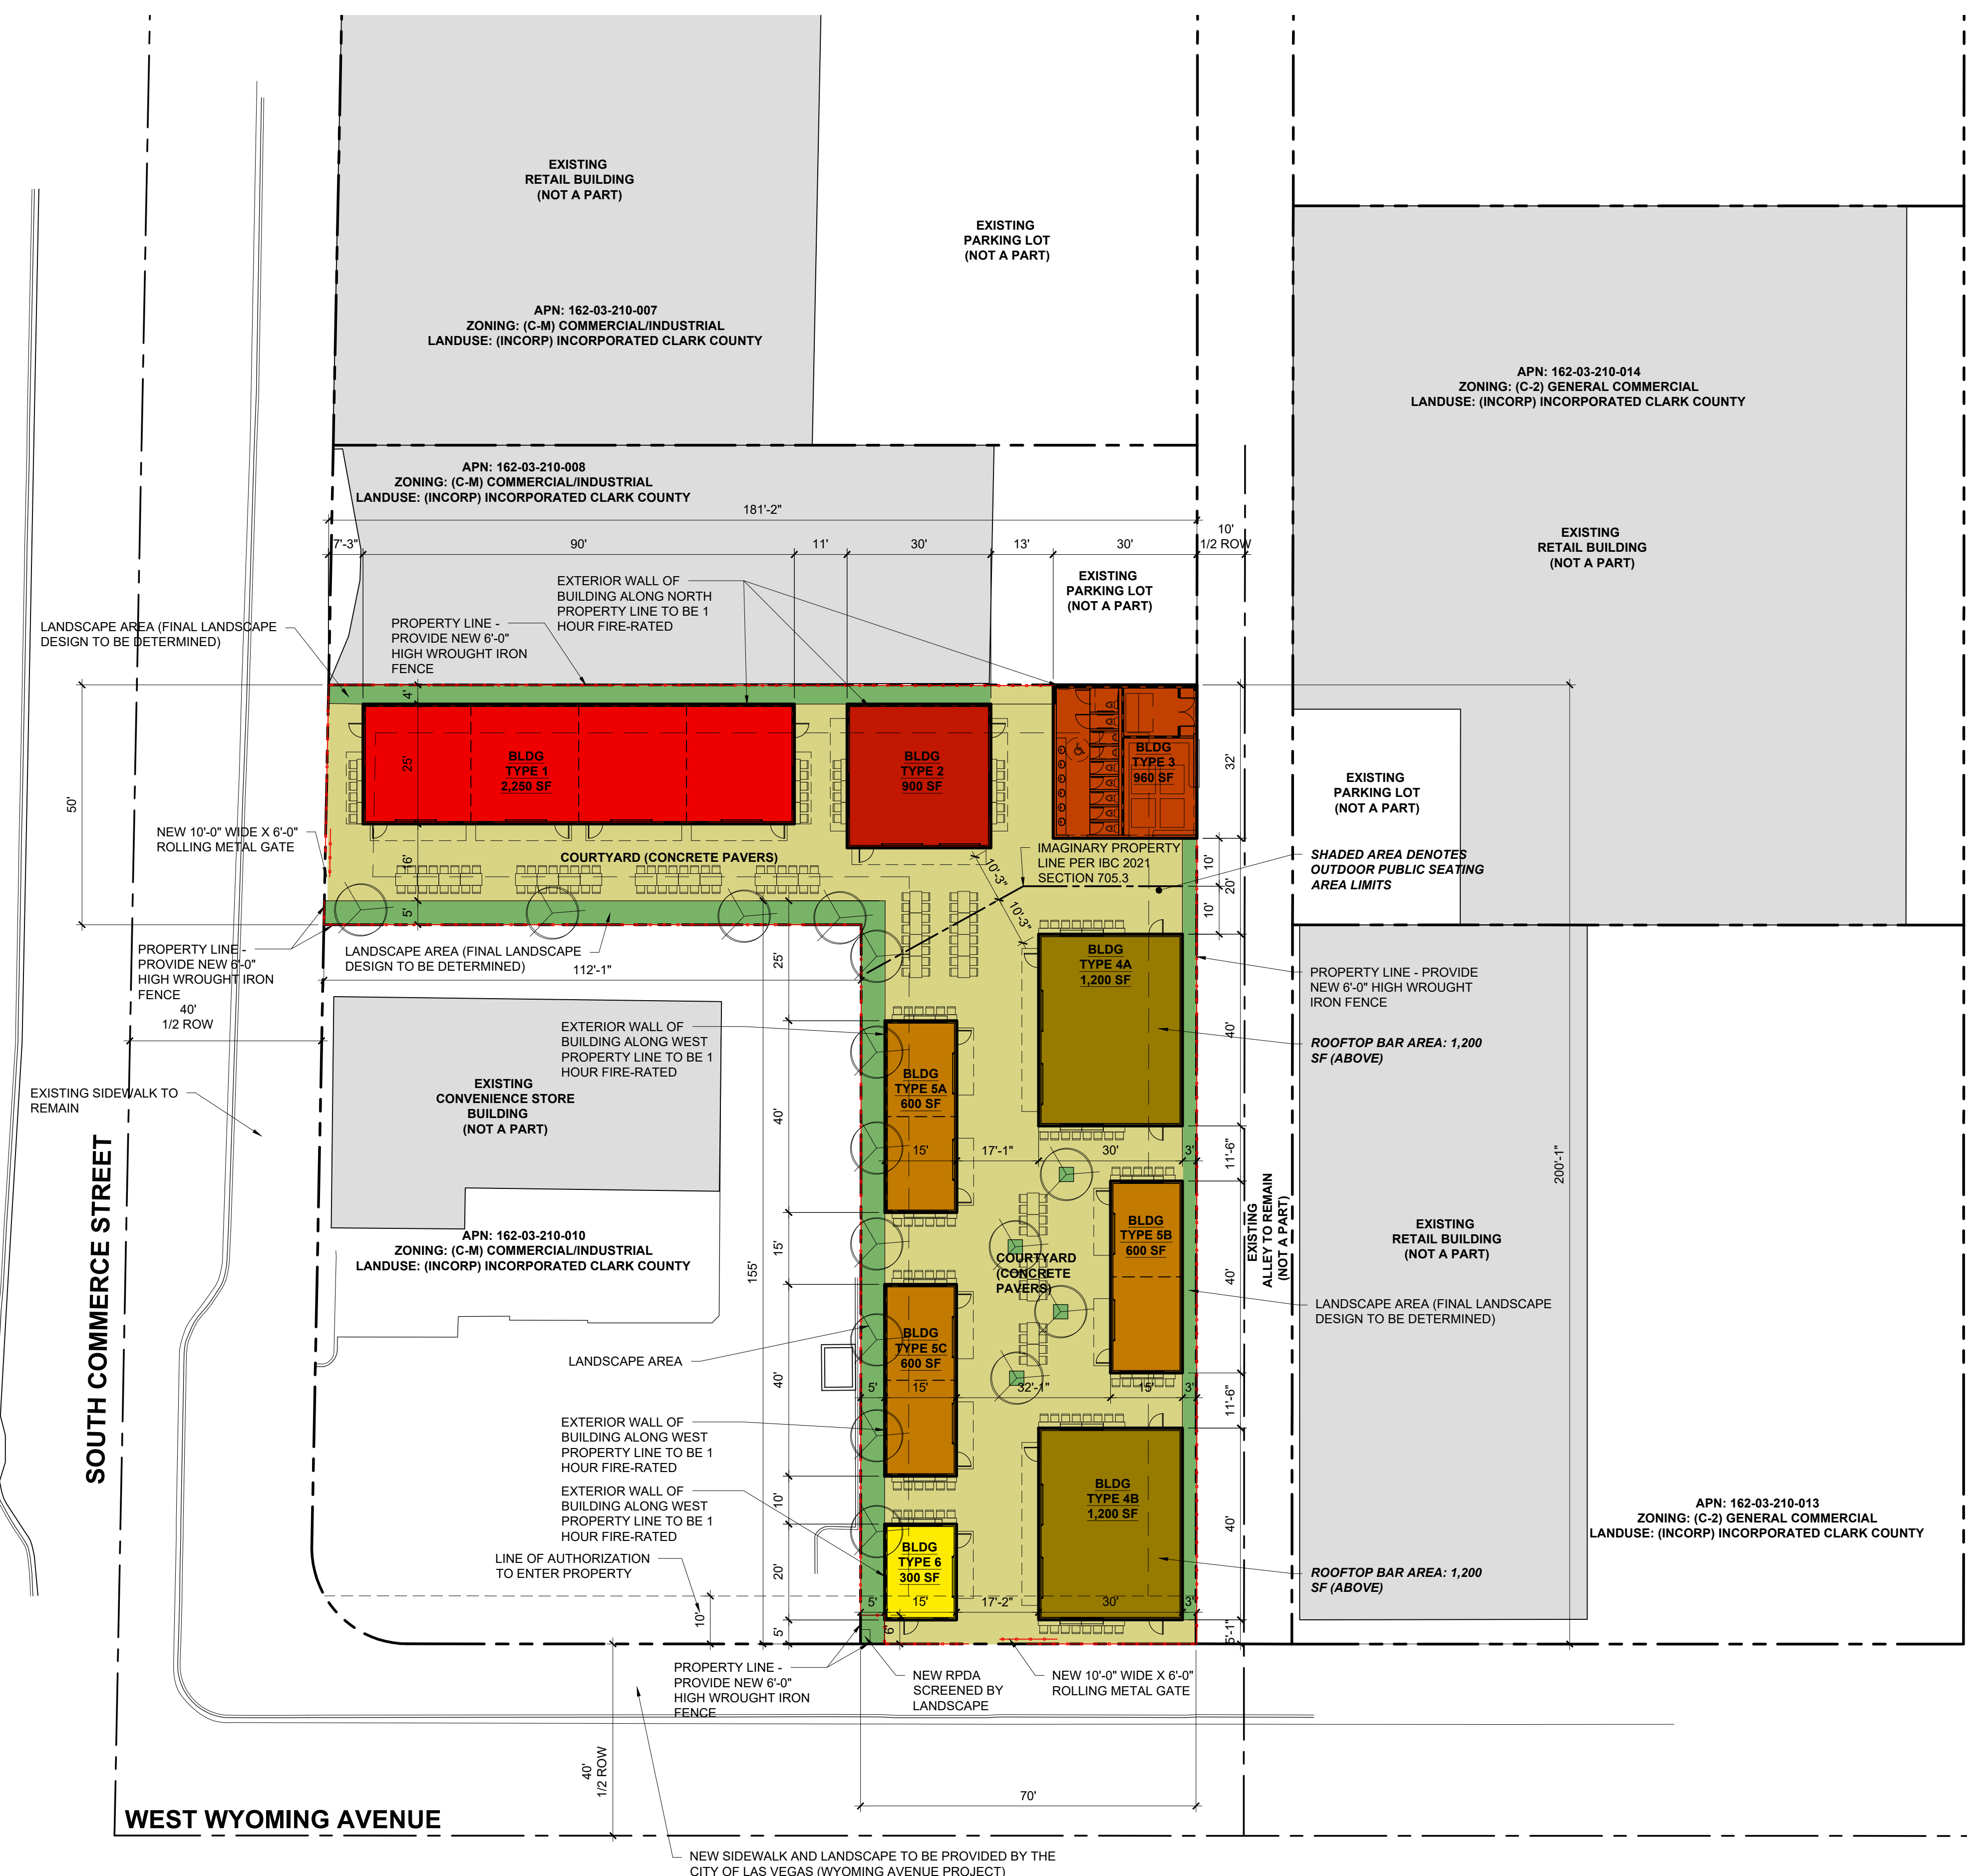 EXISTING
RETAIL BUILDING
(NOT A PART)
EXISTING
PARKING LOT
(NOT A PART)
APN: 162-03-210-007
ZONING: (C-M) COMMERCIAL/INDUSTRIAL
LANDUSE: (INCORP) INCORPORATED CLARK COUNTY
APN: 162-03-210-014
ZONING: (C-2) GENERAL COMMERCIAL
LANDUSE: (INCORP) INCORPORATED CLARK COUNTY
EXISTING
RETAIL BUILDING
(NOT A PART)
APN: 162-03-210-008
ZONING: (C-M) COMMERCIAL/INDUSTRIAL
LANDUSE: (INCORP) INCORPORATED CLARK COUNTY
181'-2"
7'-3"
90'
11'
30'
13'
30'
10'
1/2 ROW
EXISTING
PARKING LOT
(NOT A PART)
EXTERIOR WALL OF
BUILDING ALONG NORTH
PROPERTY LINE TO BE 1
HOUR FIRE-RATED
LANDSCAPE AREA (FINAL LANDSCAPE
DESIGN TO BE DETERMINED)
PROPERTY LINE -
PROVIDE NEW 6'-0"
HIGH WROUGHT IRON
FENCE
50'
4'
25'
16'
5'
BLDG
TYPE 1
2,250 SF
BLDG
TYPE 2
900 SF
BLDG
TYPE 3
960 SF
32'
EXISTING
PARKING LOT
(NOT A PART)
NEW 10'-0" WIDE X 6'-0"
ROLLING METAL GATE
COURTYARD (CONCRETE PAVERS)
IMAGINARY PROPERTY
LINE PER IBC 2021
SECTION 705.3
10'-3"
10'-3"
10'
20'
10'
SHADED AREA DENOTES
OUTDOOR PUBLIC SEATING
AREA LIMITS
PROPERTY LINE -
PROVIDE NEW 6'-0"
HIGH WROUGHT IRON
FENCE
LANDSCAPE AREA (FINAL LANDSCAPE
DESIGN TO BE DETERMINED)
112'-1"
25'
BLDG
TYPE 4A
1,200 SF
PROPERTY LINE - PROVIDE
NEW 6'-0" HIGH WROUGHT
IRON FENCE
40'
1/2 ROW
EXTERIOR WALL OF
BUILDING ALONG WEST
PROPERTY LINE TO BE 1
HOUR FIRE-RATED
40'
ROOFTOP BAR AREA: 1,200
SF (ABOVE)
EXISTING SIDEWALK TO
REMAIN
EXISTING
CONVENIENCE STORE
BUILDING
(NOT A PART)
BLDG
TYPE 5A
600 SF
40'
15'
17'-1"
30'
3'
11'-6"
200'-1"
SOUTH COMMERCE STREET
APN: 162-03-210-010
ZONING: (C-M) COMMERCIAL/INDUSTRIAL
LANDUSE: (INCORP) INCORPORATED CLARK COUNTY
155'
15'
COURTYARD
(CONCRETE
PAVERS)
BLDG
TYPE 5B
600 SF
40'
EXISTING
ALLEY TO REMAIN
(NOT A PART)
EXISTING
RETAIL BUILDING
(NOT A PART)
LANDSCAPE AREA (FINAL LANDSCAPE
DESIGN TO BE DETERMINED)
LANDSCAPE AREA
BLDG
TYPE 5C
600 SF
40'
5'
15'
32'-1"
15'
3'
11'-6"
EXTERIOR WALL OF
BUILDING ALONG WEST
PROPERTY LINE TO BE 1
HOUR FIRE-RATED
EXTERIOR WALL OF
BUILDING ALONG WEST
PROPERTY LINE TO BE 1
HOUR FIRE-RATED
10'
BLDG
TYPE 4B
1,200 SF
40'
APN: 162-03-210-013
ZONING: (C-2) GENERAL COMMERCIAL
LANDUSE: (INCORP) INCORPORATED CLARK COUNTY
LINE OF AUTHORIZATION
TO ENTER PROPERTY
BLDG
TYPE 6
300 SF
20'
ROOFTOP BAR AREA: 1,200
SF (ABOVE)
5'
15'
17'-2"
30'
3'
10'
5'
6'
5'-1"
PROPERTY LINE -
PROVIDE NEW 6'-0"
HIGH WROUGHT IRON
FENCE
NEW RPDA
SCREENED BY
LANDSCAPE
NEW 10'-0" WIDE X 6'-0"
ROLLING METAL GATE
40'
1/2 ROW
70'
WEST WYOMING AVENUE
NEW SIDEWALK AND LANDSCAPE TO BE PROVIDED BY THE
CITY OF LAS VEGAS (WYOMING AVENUE PROJECT)